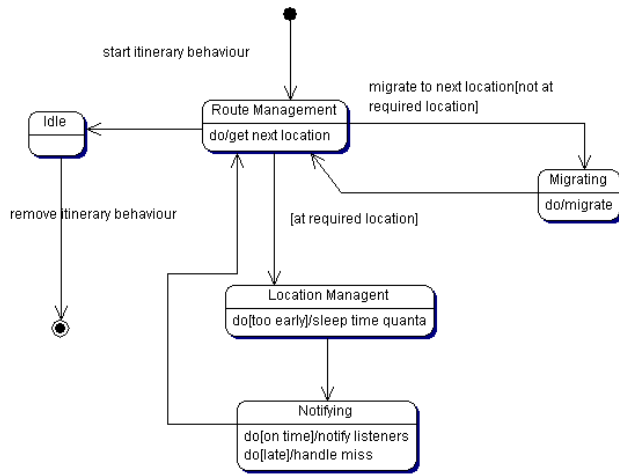 start itinerary behaviour
migrate to next location[not at
required location]
Idle
Route Management
do/get next location
Migrating
do/migrate
remove itinerary behaviour
[at required location]
Location Managent
do[too early]/sleep time quanta
Notifying
do[on time]/notify listeners
do[late]/handle miss